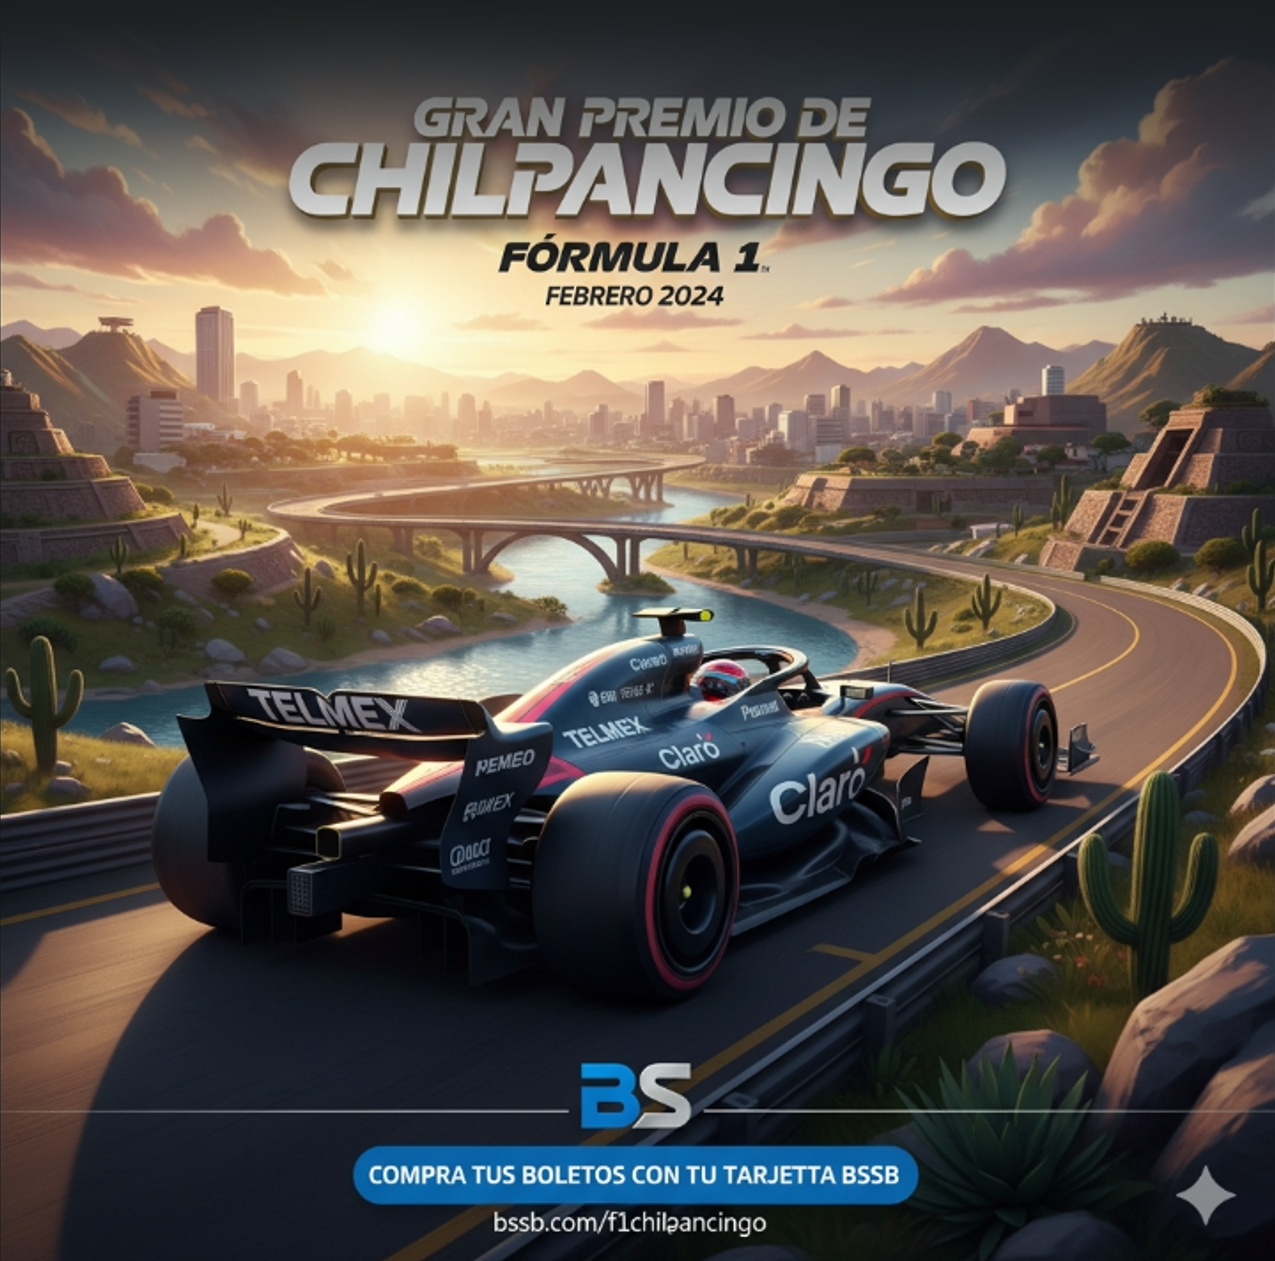 GRAN PREMIO DE
CHILPANCINGO
FÓRMULA 1
FEBRERO 2024
TELMEX
PEMEO
TELMEX
Claro
Claro
BS
COMPRA TUS BOLETOS CON TU TARJETTA BSSB
bssb.com/f1chilpancingo